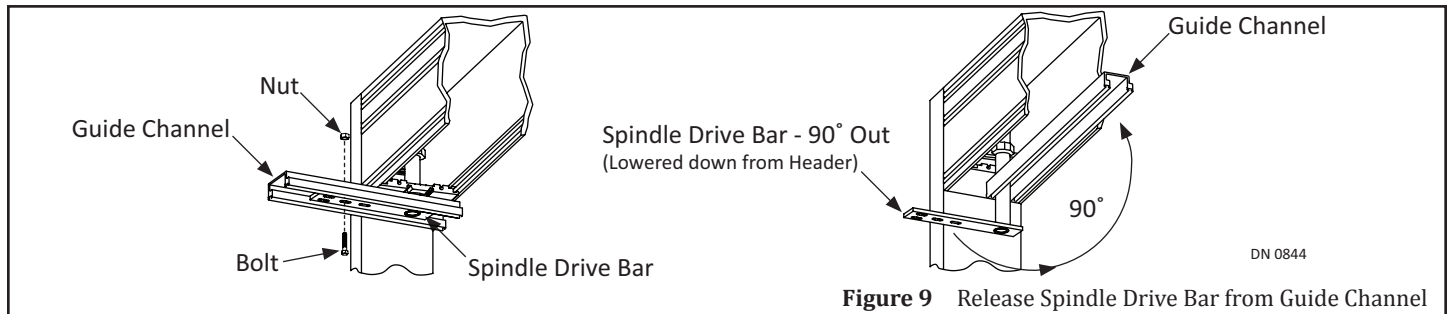 Nut
Guide Channel
Bolt
Spindle Drive Bar
Guide Channel
Spindle Drive Bar - 90˚ Out
(Lowered down from Header)
90˚
DN 0844
Figure 9 Release Spindle Drive Bar from Guide Channel